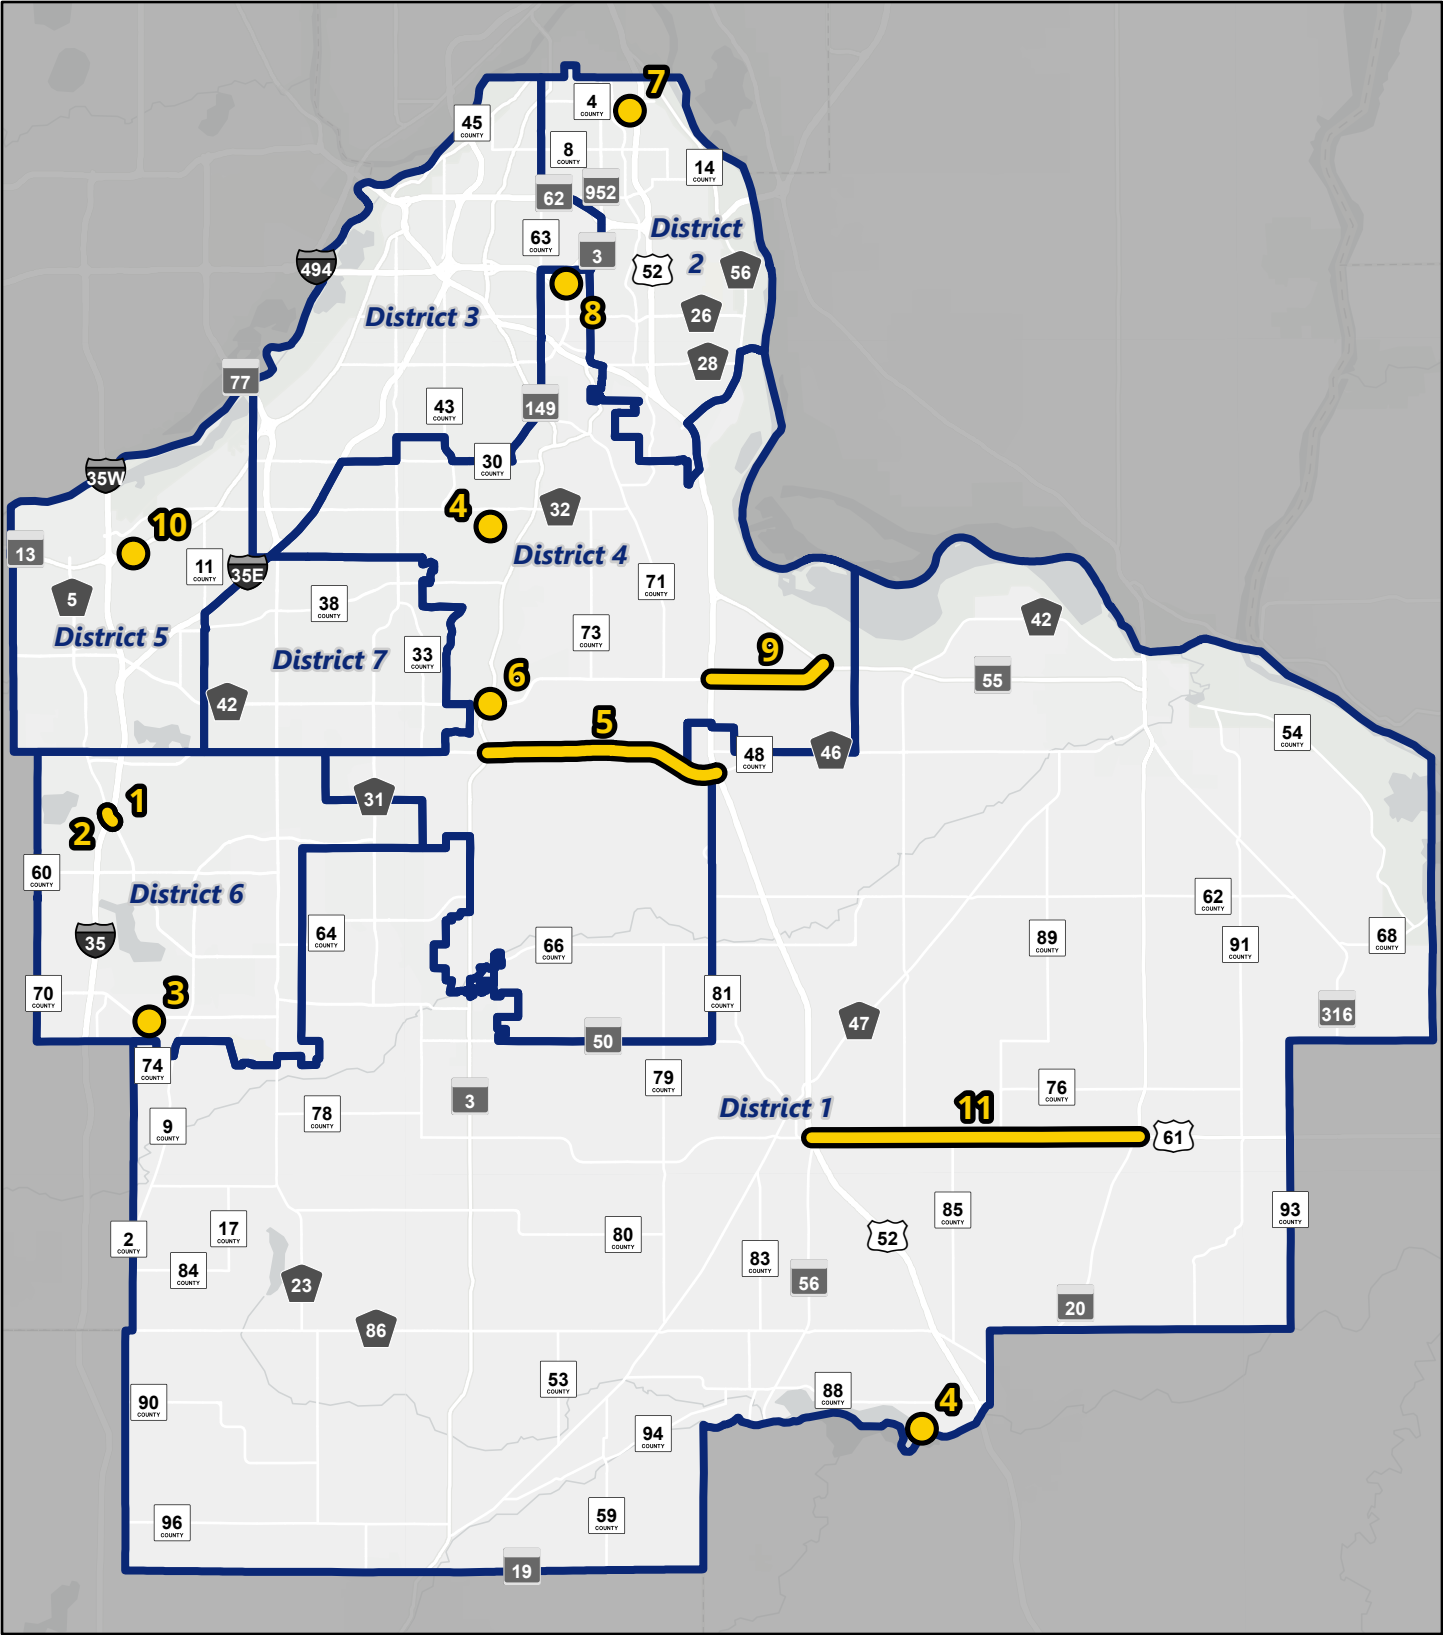 7
4
COUNTY
45
COUNTY
8
COUNTY
14
COUNTY
62
952
District
2
63
COUNTY
3
52
56
494
8
26
District 3
28
77
43
COUNTY
149
30
COUNTY
35W
4
32
10
13
District 4
11
COUNTY
35E
71
COUNTY
5
38
COUNTY
42
District 5
73
COUNTY
33
COUNTY
District 7
9
6
55
42
5
54
COUNTY
48
COUNTY
46
1
31
2
60
COUNTY
District 6
62
COUNTY
64
COUNTY
35
66
COUNTY
89
COUNTY
91
COUNTY
68
COUNTY
3
70
COUNTY
81
COUNTY
316
47
50
74
COUNTY
79
COUNTY
76
COUNTY
3
District 1
11
78
COUNTY
9
COUNTY
61
2
COUNTY
17
COUNTY
80
COUNTY
85
COUNTY
93
COUNTY
52
84
COUNTY
83
COUNTY
23
56
20
86
53
COUNTY
88
COUNTY
4
90
COUNTY
94
COUNTY
96
COUNTY
59
COUNTY
19